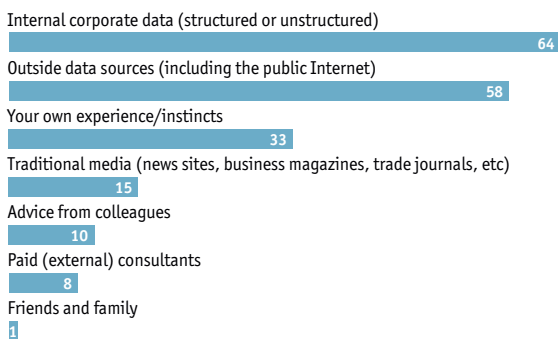 Internal corporate data (structured or unstructured)
64
Outside data sources (including the public Internet)
58
Your own experience/instincts
33
Traditional media (news sites, business magazines, trade journals, etc)
15
Advice from colleagues
10
Paid (external) consultants
8
Friends and family
1